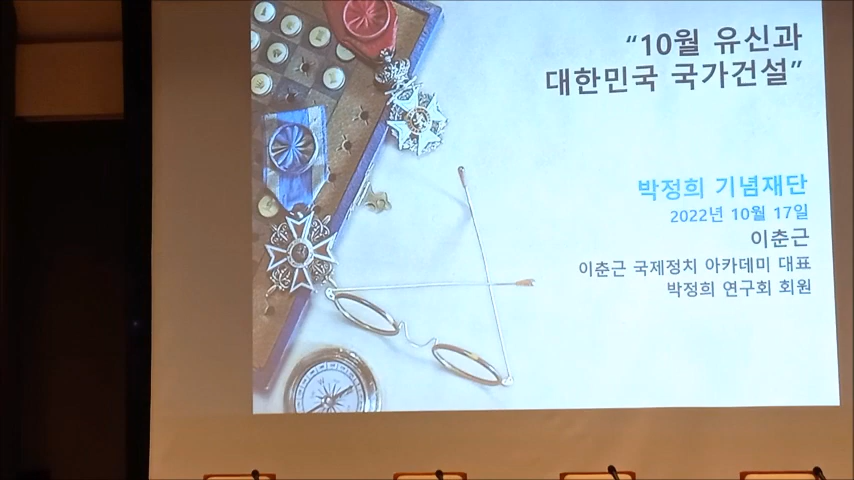 “10월 유신과
대한민국 국가건설”
박정희 기념재단
2022년 10월 17일
이춘근
이춘근 국제정치 아카데미 대표
박정희 연구회 회원